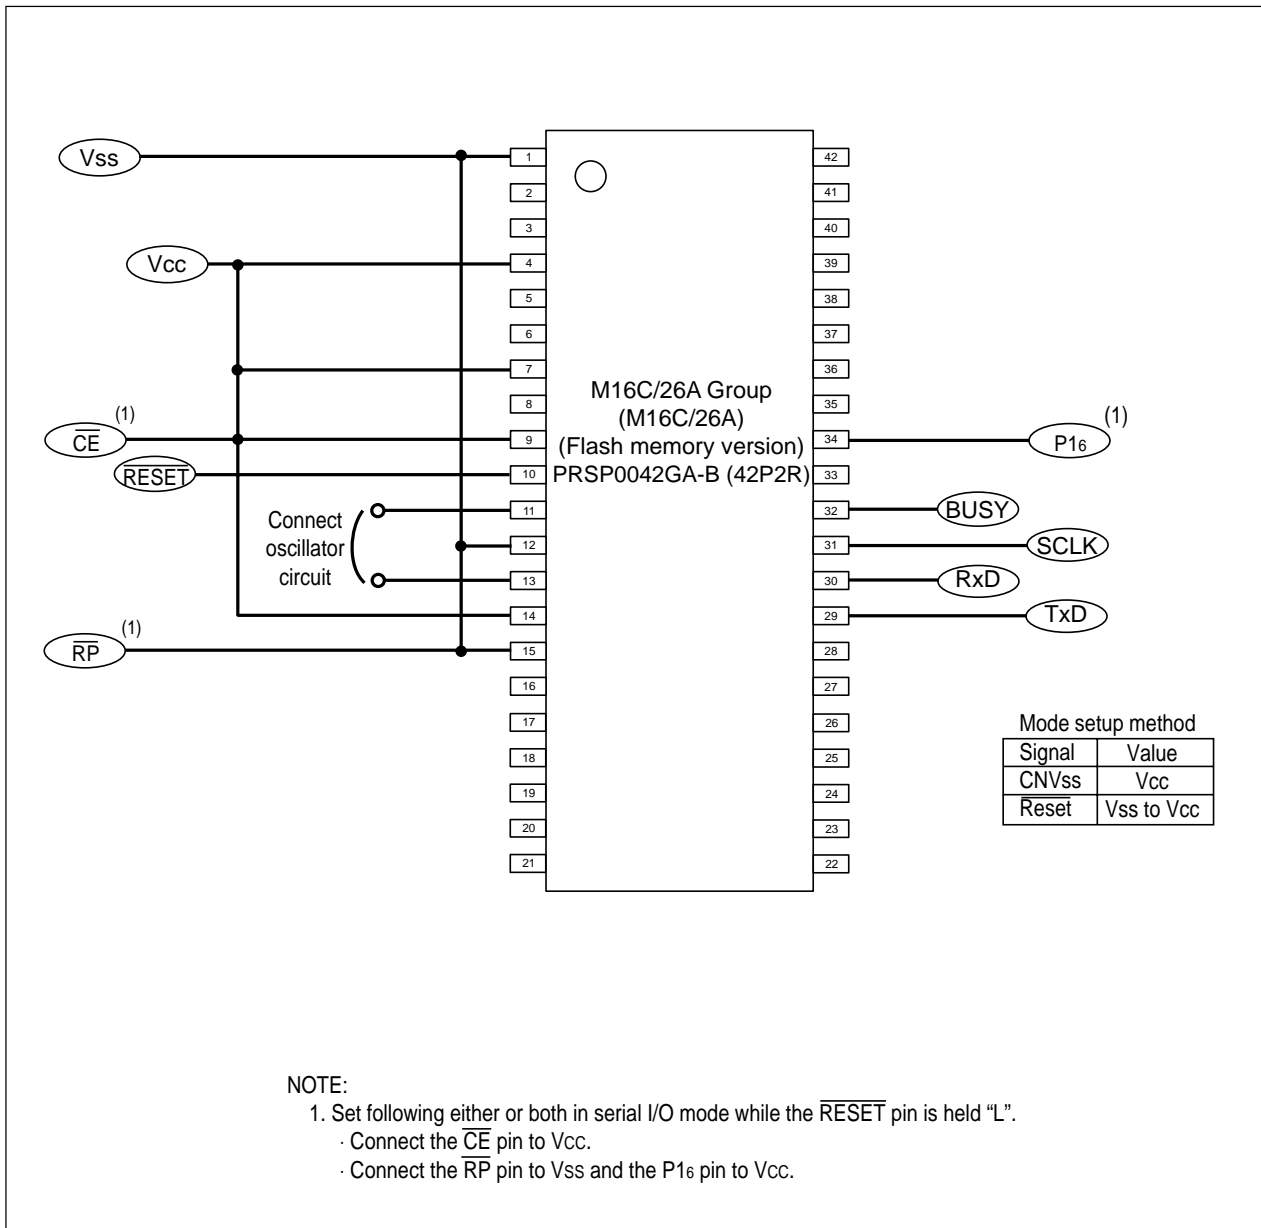 Vss
Vcc
CE
(1)
RESET
Connect
oscillator
circuit
RP
(1)
1
2
3
4
5
6
7
8
9
10
11
12
13
14
15
16
17
18
19
20
21
M16C/26A Group
(M16C/26A)
(Flash memory version)
PRSP0042GA-B (42P2R)
42
41
40
39
38
37
36
35
34
33
32
31
30
29
28
27
26
25
24
23
22
P16
(1)
BUSY
SCLK
RxD
TxD
Mode setup method
Signal Value
CNVss Vcc
Reset Vss to Vcc
NOTE:
1. Set following either or both in serial I/O mode while the RESET pin is held “L”.
· Connect the CE pin to VCC.
· Connect the RP pin to VSS and the P16 pin to VCC.